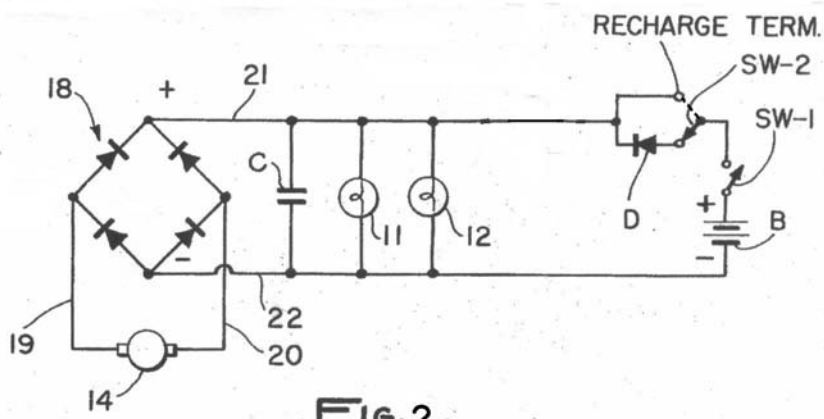 RECHARGE TERM.
SW-2
SW-1
18
+
21
C
11
12
D
+
B
-
-
19
22
20
14
FIG. 2